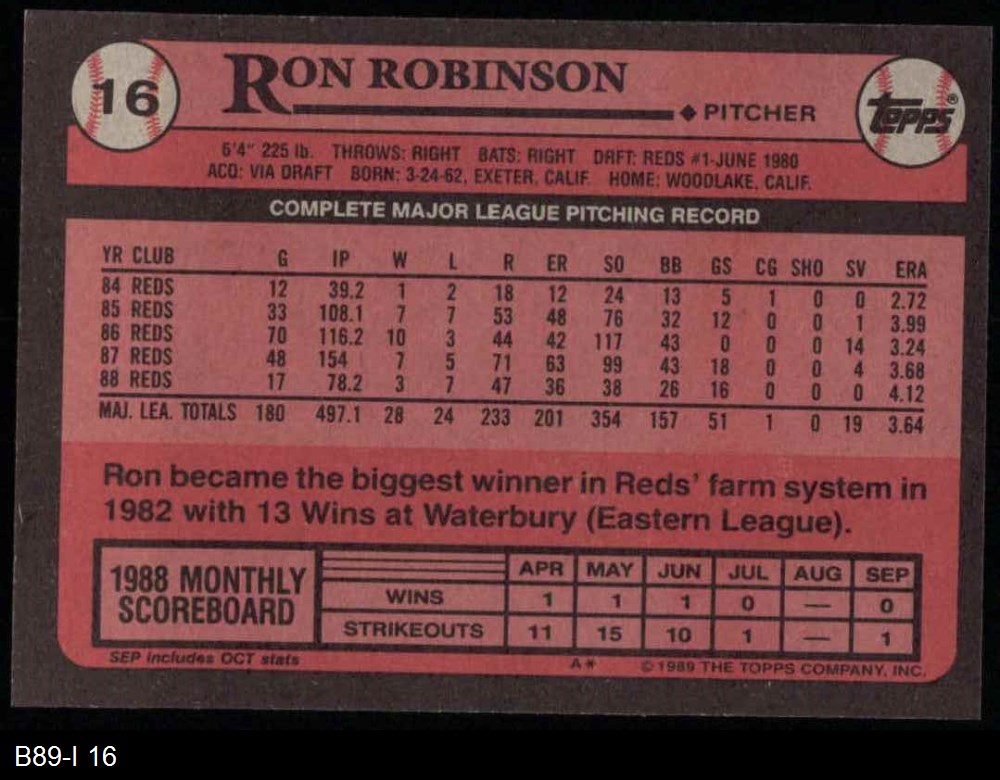 16
RON ROBINSON
PITCHER
TOPPS®
6'4" 225 lb. THROWS: RIGHT BATS: RIGHT DRFT: REDS #1-JUNE 1980
ACQ: VIA DRAFT BORN: 3-24-62, EXETER, CALIF. HOME: WOODLAKE, CALIF.
COMPLETE MAJOR LEAGUE PITCHING RECORD
YR CLUB G IP W L R ER SO BB GS CG SHO SV ERA
84 REDS 12 39.2 1 2 18 12 24 13 5 1 0 0 2.72
85 REDS 33 108.1 7 7 53 48 76 32 12 0 0 1 3.99
86 REDS 70 116.2 10 3 44 42 117 43 0 0 0 14 3.24
87 REDS 48 154 7 5 71 63 99 43 18 0 0 4 3.68
88 REDS 17 78.2 3 7 47 36 38 26 16 0 0 0 4.12
MAJ. LEA. TOTALS 180 497.1 28 24 233 201 354 157 51 1 0 19 3.64
Ron became the biggest winner in Reds' farm system in
1982 with 13 Wins at Waterbury (Eastern League).
1988 MONTHLY
SCOREBOARD
APR MAY JUN JUL AUG SEP
WINS 1 1 1 0 — 0
STRIKEOUTS 11 15 10 1 — 1
SEP includes OCT stats
A* © 1989 THE TOPPS COMPANY, INC.
B89-I 16